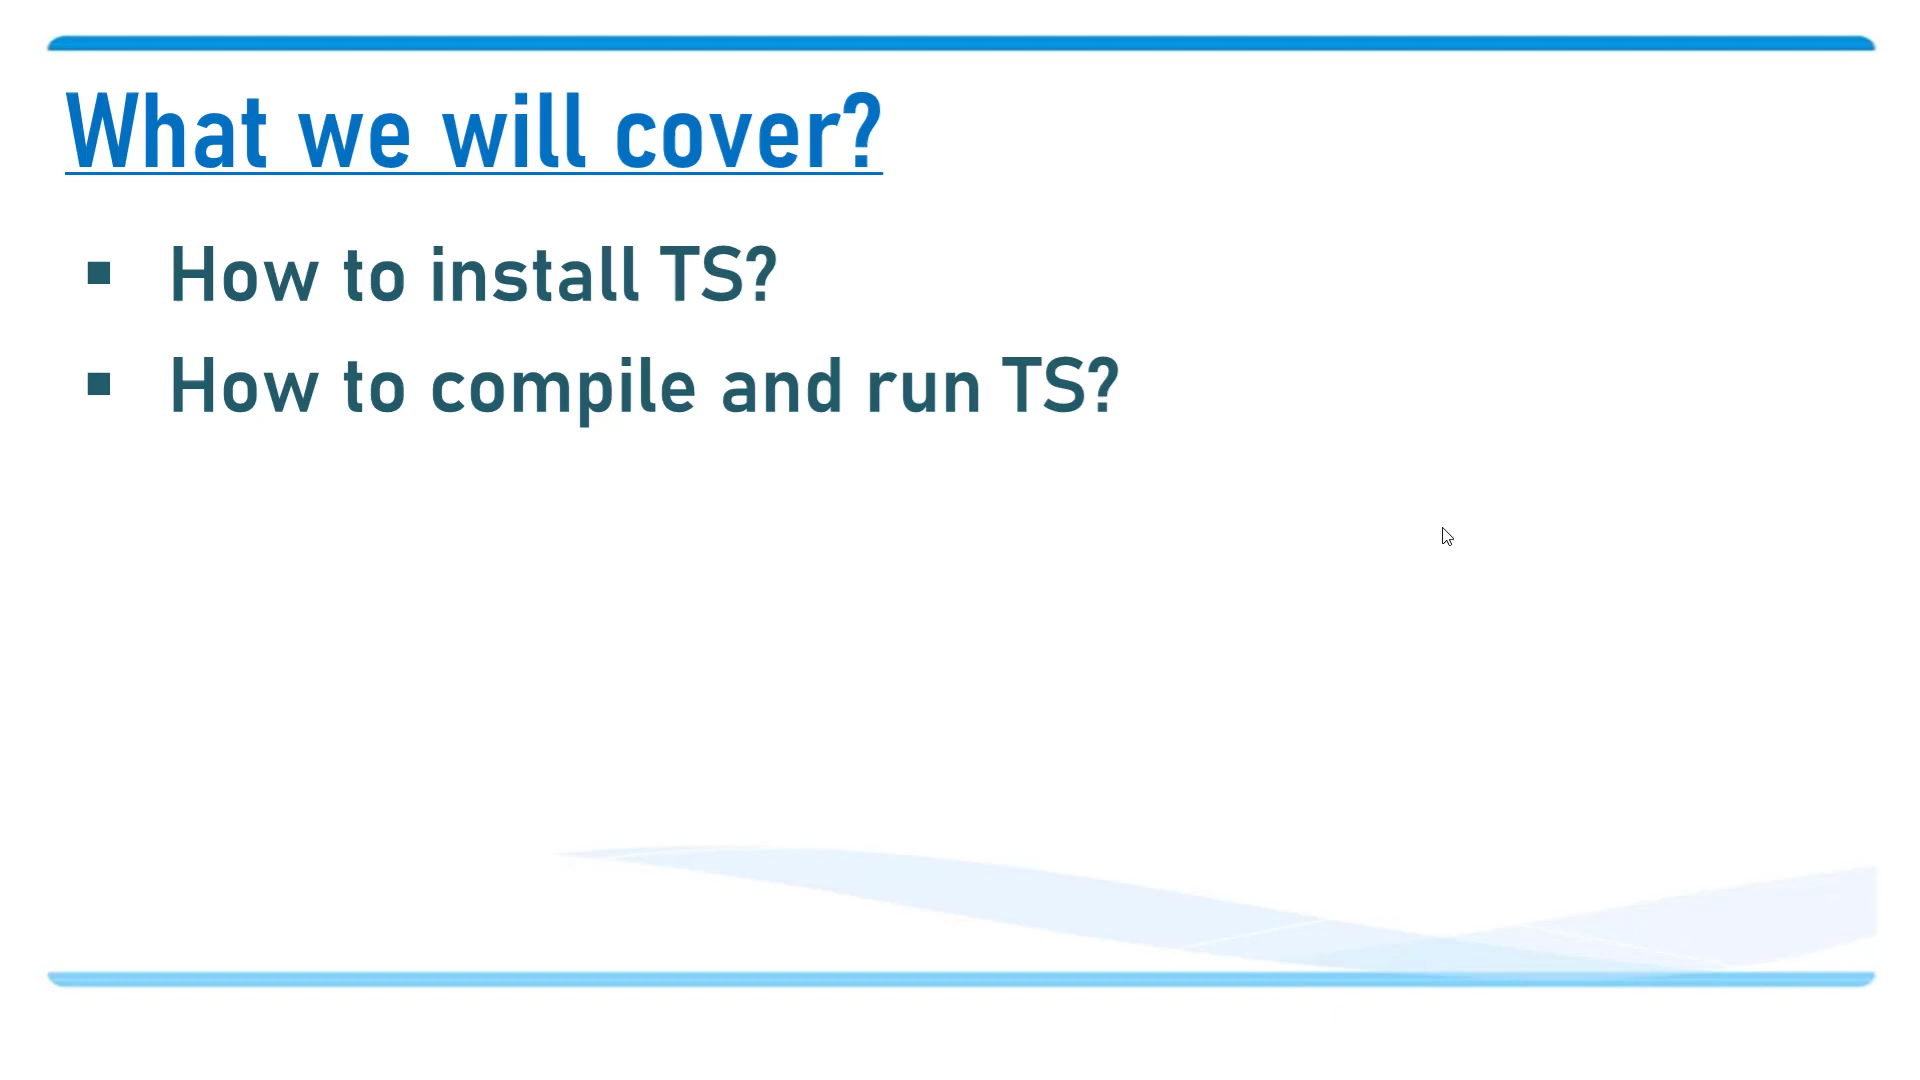 What we will cover?
▪ How to install TS?
▪ How to compile and run TS?